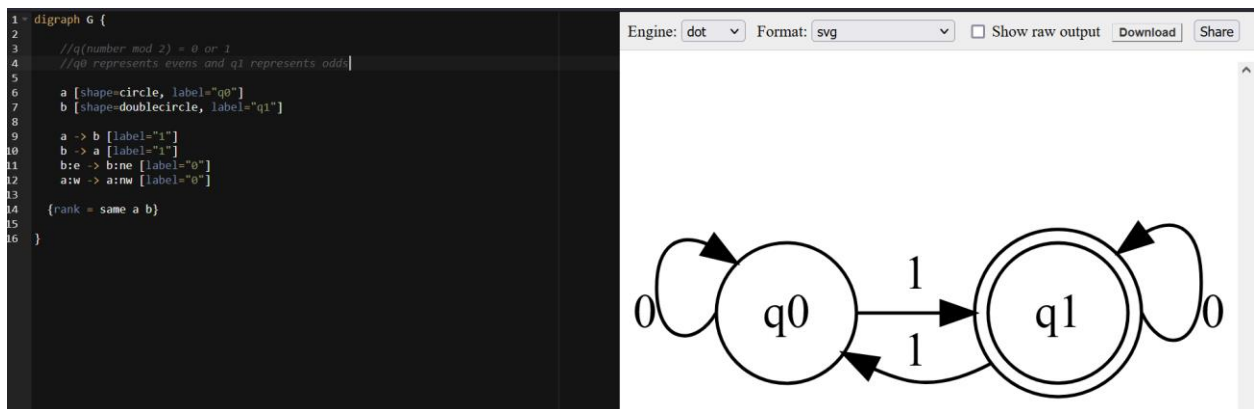 1 digraph G {
2
3 //q(number mod 2) = 0 or 1
4 //q0 represents evens and q1 represents odds
5
6 a [shape=circle, label="q0"]
7 b [shape=doublecircle, label="q1"]
8
9 a -> b [label="1"]
10 b -> a [label="1"]
11 b:e -> b:ne [label="0"]
12 a:w -> a:nw [label="0"]
13
14 {rank = same a b}
15
16 }
Engine: dot Format: svg Show raw output Download Share
1
0 q0 q1 0
1